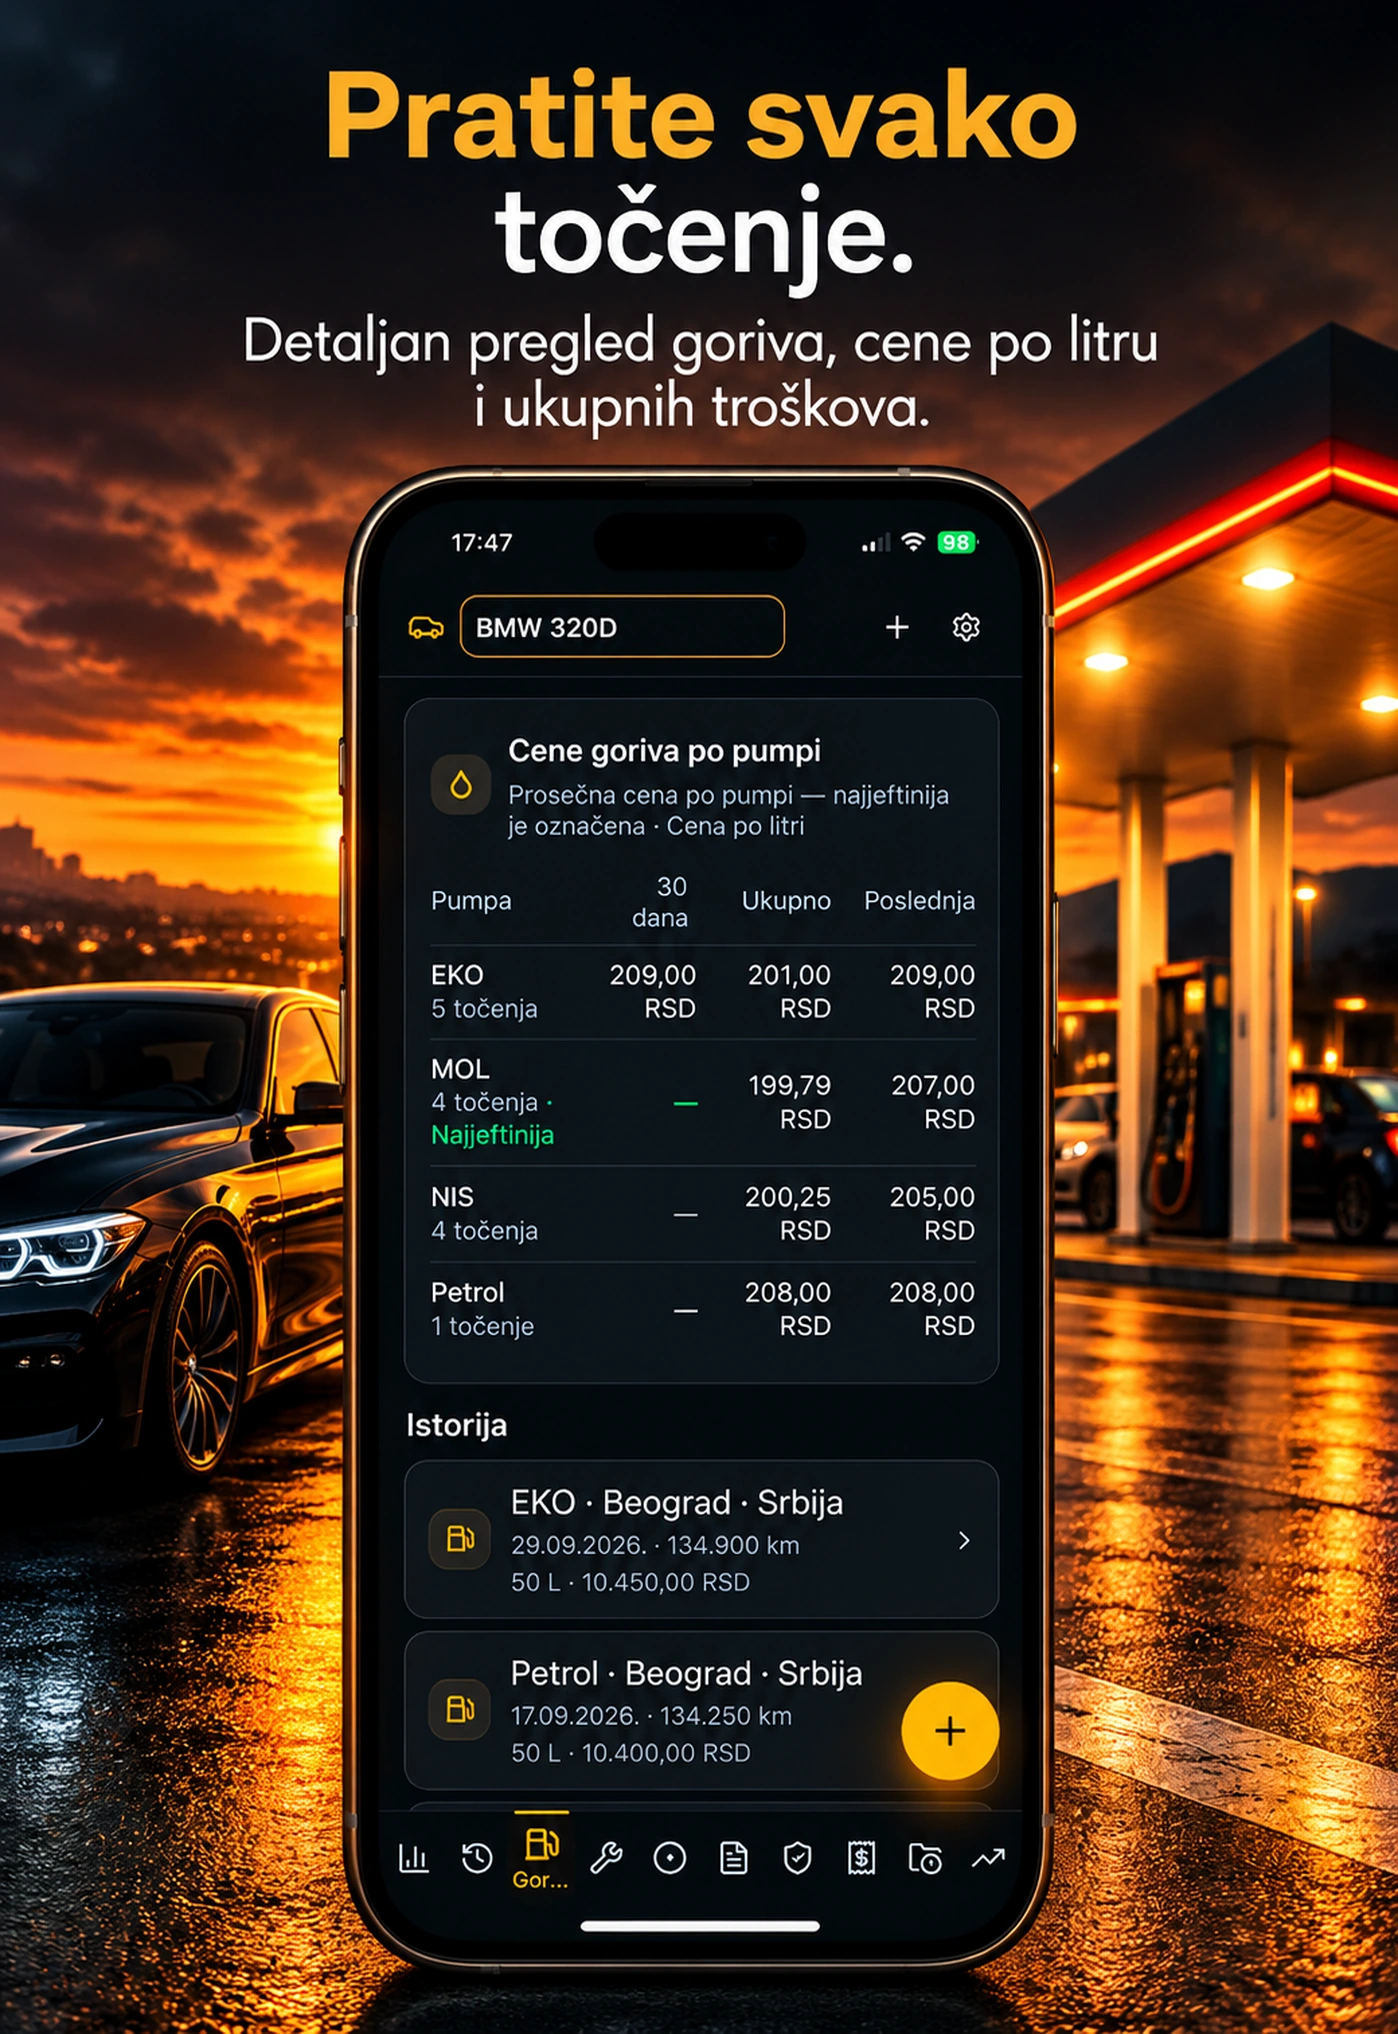 Pratite svako
točenje.
Detaljan pregled goriva, cene po litru
i ukupnih troškova.
17:47
98
BMW 320D
Cene goriva po pumpi
Prosečna cena po pumpi — najjeftinija
je označena · Cena po litri
Pumpa 30 dana Ukupno Poslednja
EKO 209,00 RSD 201,00 RSD 209,00 RSD
5 točenja
MOL
4 točenja · — 199,79 RSD 207,00 RSD
Najjeftinija
NIS — 200,25 RSD 205,00 RSD
4 točenja
Petrol — 208,00 RSD 208,00 RSD
1 točenje
Istorija
EKO · Beograd · Srbija
29.09.2026. · 134.900 km
50 L · 10.450,00 RSD
Petrol · Beograd · Srbija
17.09.2026. · 134.250 km
50 L · 10.400,00 RSD
Gor...